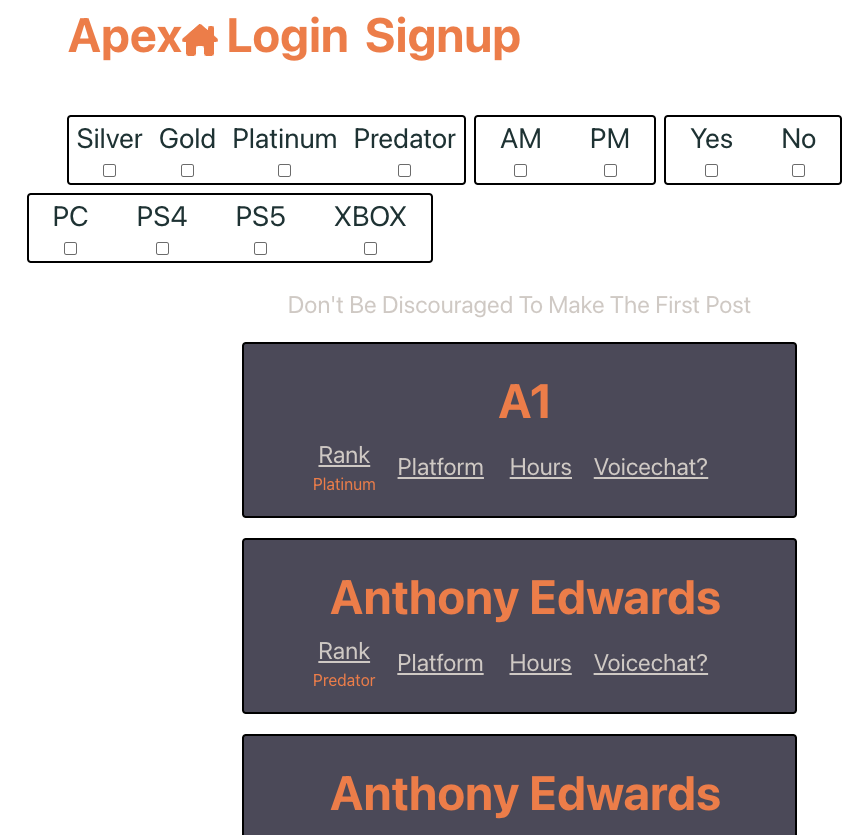 Apex Login Signup
Silver Gold Platinum Predator AM PM Yes No
PC PS4 PS5 XBOX
Don't Be Discouraged To Make The First Post
A1
Rank Platform Hours Voicechat?
Platinum
Anthony Edwards
Rank Platform Hours Voicechat?
Predator
Anthony Edwards